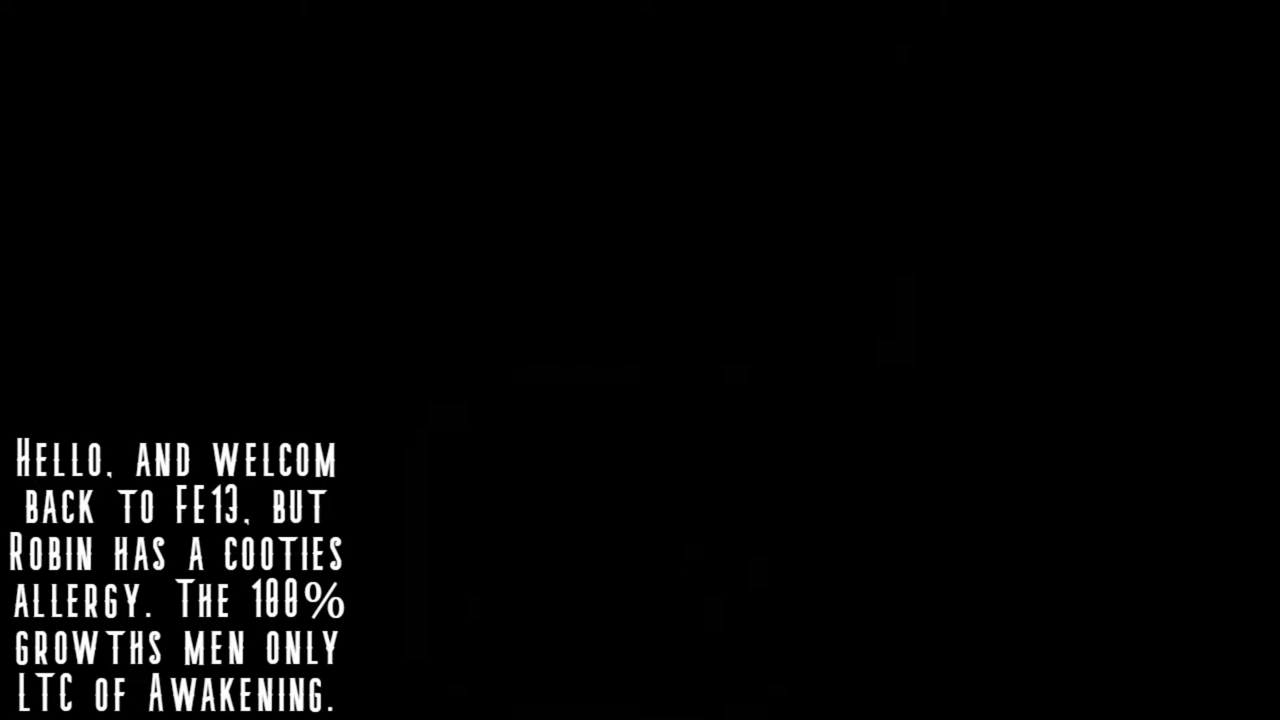 Hello, and welcom
back to FE13, but
Robin has a cooties
allergy. The 100%
growths men only
LTC of Awakening.